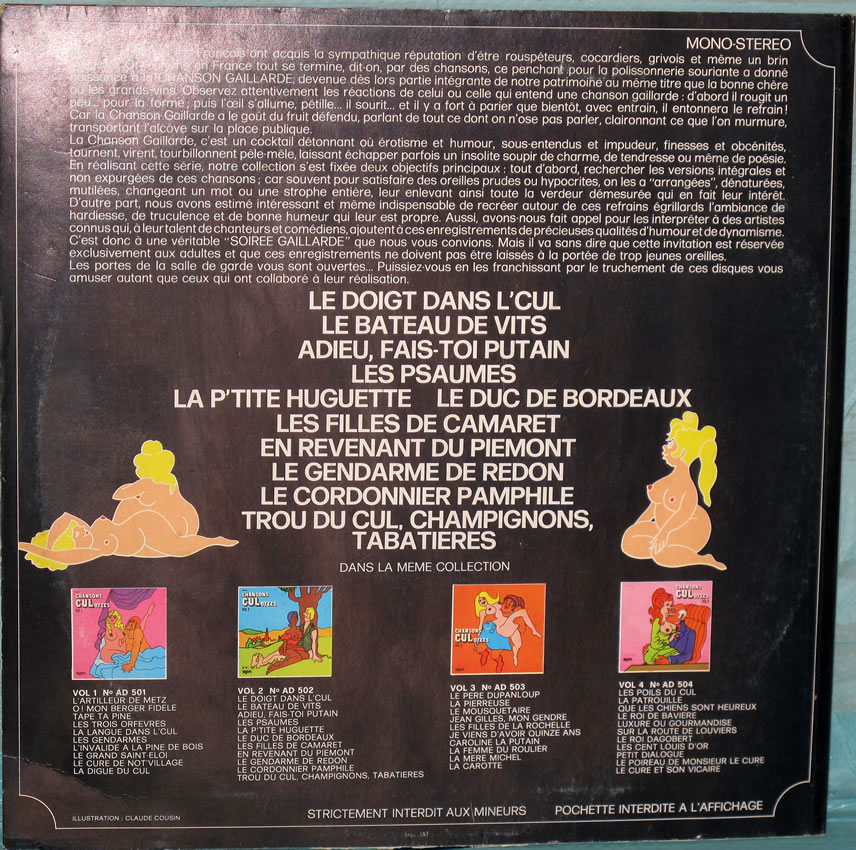 MONO-STEREO
Français ont acquis la sympathique réputation d'être rouspéteurs, cocardiers, grivois et même un brin
en France tout se termine, dit-on, par des chansons, ce penchant pour la polissonnerie souriante a donné
naissance à la CHANSON GAILLARDE, devenue dès lors partie intégrante de notre patrimoine au même titre que la bonne chère
ou les grands vins. Observez attentivement les réactions de celui ou celle qui entend une chanson gaillarde : d'abord il rougit un
peu... pour la forme ; puis l'œil s'allume, pétille... il sourit... et il y a fort à parier que bientôt, avec entrain, il entonnera le refrain !
Car la Chanson Gaillarde a le goût du fruit défendu, parlant de tout ce dont on n'ose pas parler, claironnant ce que l'on murmure,
transportant l'alcôve sur la place publique.
La Chanson Gaillarde, c'est un cocktail détonnant où érotisme et humour, sous-entendus et impudeur, finesses et obcénités,
tournent, virent, tourbillonnent pêle-mêle, laissant échapper parfois un insolite soupir de charme, de tendresse ou même de poésie.
En réalisant cette série, notre collection s'est fixée deux objectifs principaux : tout d'abord, rechercher les versions intégrales et
non expurgées de ces chansons ; car souvent pour satisfaire des oreilles prudes ou hypocrites, on les a "arrangées", dénaturées,
mutilées, changeant un mot ou une strophe entière, leur enlevant ainsi toute la verdeur démesurée qui en fait leur intérêt.
D'autre part, nous avons estimé intéressant et même indispensable de recréer autour de ces refrains égrillards l'ambiance de
hardiesse, de truculence et de bonne humeur qui leur est propre. Aussi, avons-nous fait appel pour les interpréter à des artistes
connus qui, à leur talent de chanteurs et comédiens, ajoutent à ces enregistrements de précieuses qualités d'humour et de dynamisme.
C'est donc à une véritable "SOIREE GAILLARDE" que nous vous convions. Mais il va sans dire que cette invitation est réservée
exclusivement aux adultes et que ces enregistrements ne doivent pas être laissés à la portée de trop jeunes oreilles.
Les portes de la salle de garde vous sont ouvertes... Puissiez-vous en les franchissant par le truchement de ces disques vous
amuser autant que ceux qui ont collaboré à leur réalisation.
LE DOIGT DANS L'CUL
LE BATEAU DE VITS
ADIEU, FAIS-TOI PUTAIN
LES PSAUMES
LA P'TITE HUGUETTE LE DUC DE BORDEAUX
LES FILLES DE CAMARET
EN REVENANT DU PIEMONT
LE GENDARME DE REDON
LE CORDONNIER PAMPHILE
TROU DU CUL, CHAMPIGNONS,
TABATIERES
DANS LA MEME COLLECTION
CHANSONS
CULOTEES
CHANSONS
CULOTEES
CHANSONS
CULOTEES
CHANSONS
CULOTEES
VOL 1 Nº AD 501
L'ARTILLEUR DE METZ
O ! MON BERGER FIDELE
TAPE TA PINE
LES TROIS ORFEVRES
LA LANGUE DANS L'CUL
LES GENDARMES
L'INVALIDE A LA PINE DE BOIS
LE GRAND SAINT-ELOI
LE CURE DE NOT'VILLAGE
LA DIGUE DU CUL
VOL 2 Nº AD 502
LE DOIGT DANS L'CUL
LE BATEAU DE VITS
ADIEU, FAIS-TOI PUTAIN
LES PSAUMES
LA P'TITE HUGUETTE
LE DUC DE BORDEAUX
LES FILLES DE CAMARET
EN REVENANT DU PIEMONT
LE GENDARME DE REDON
LE CORDONNIER PAMPHILE
TROU DU CUL, CHAMPIGNONS, TABATIERES
VOL 3 Nº AD 503
LE PERE DUPANLOUP
LA PIERREUSE
LE MOUSQUETAIRE
JEAN GILLES, MON GENDRE
LES FILLES DE LA ROCHELLE
JE VIENS D'AVOIR QUINZE ANS
CAROLINE LA PUTAIN
LA FEMME DU ROULIER
LA MERE MICHEL
LA CAROTTE
VOL 4 Nº AD 504
LES POILS DU CUL
LA PATROUILLE
QUE LES CHIENS SONT HEUREUX
LE ROI DE BAVIERE
LUXURE OU GOURMANDISE
SUR LA ROUTE DE LOUVIERS
LE ROI DAGOBERT
LES CENT LOUIS D'OR
PETIT DIALOGUE
LE POIREAU DE MONSIEUR LE CURE
LE CURE ET SON VICAIRE
ILLUSTRATION : CLAUDE COUSIN
STRICTEMENT INTERDIT AUX MINEURS POCHETTE INTERDITE A L'AFFICHAGE